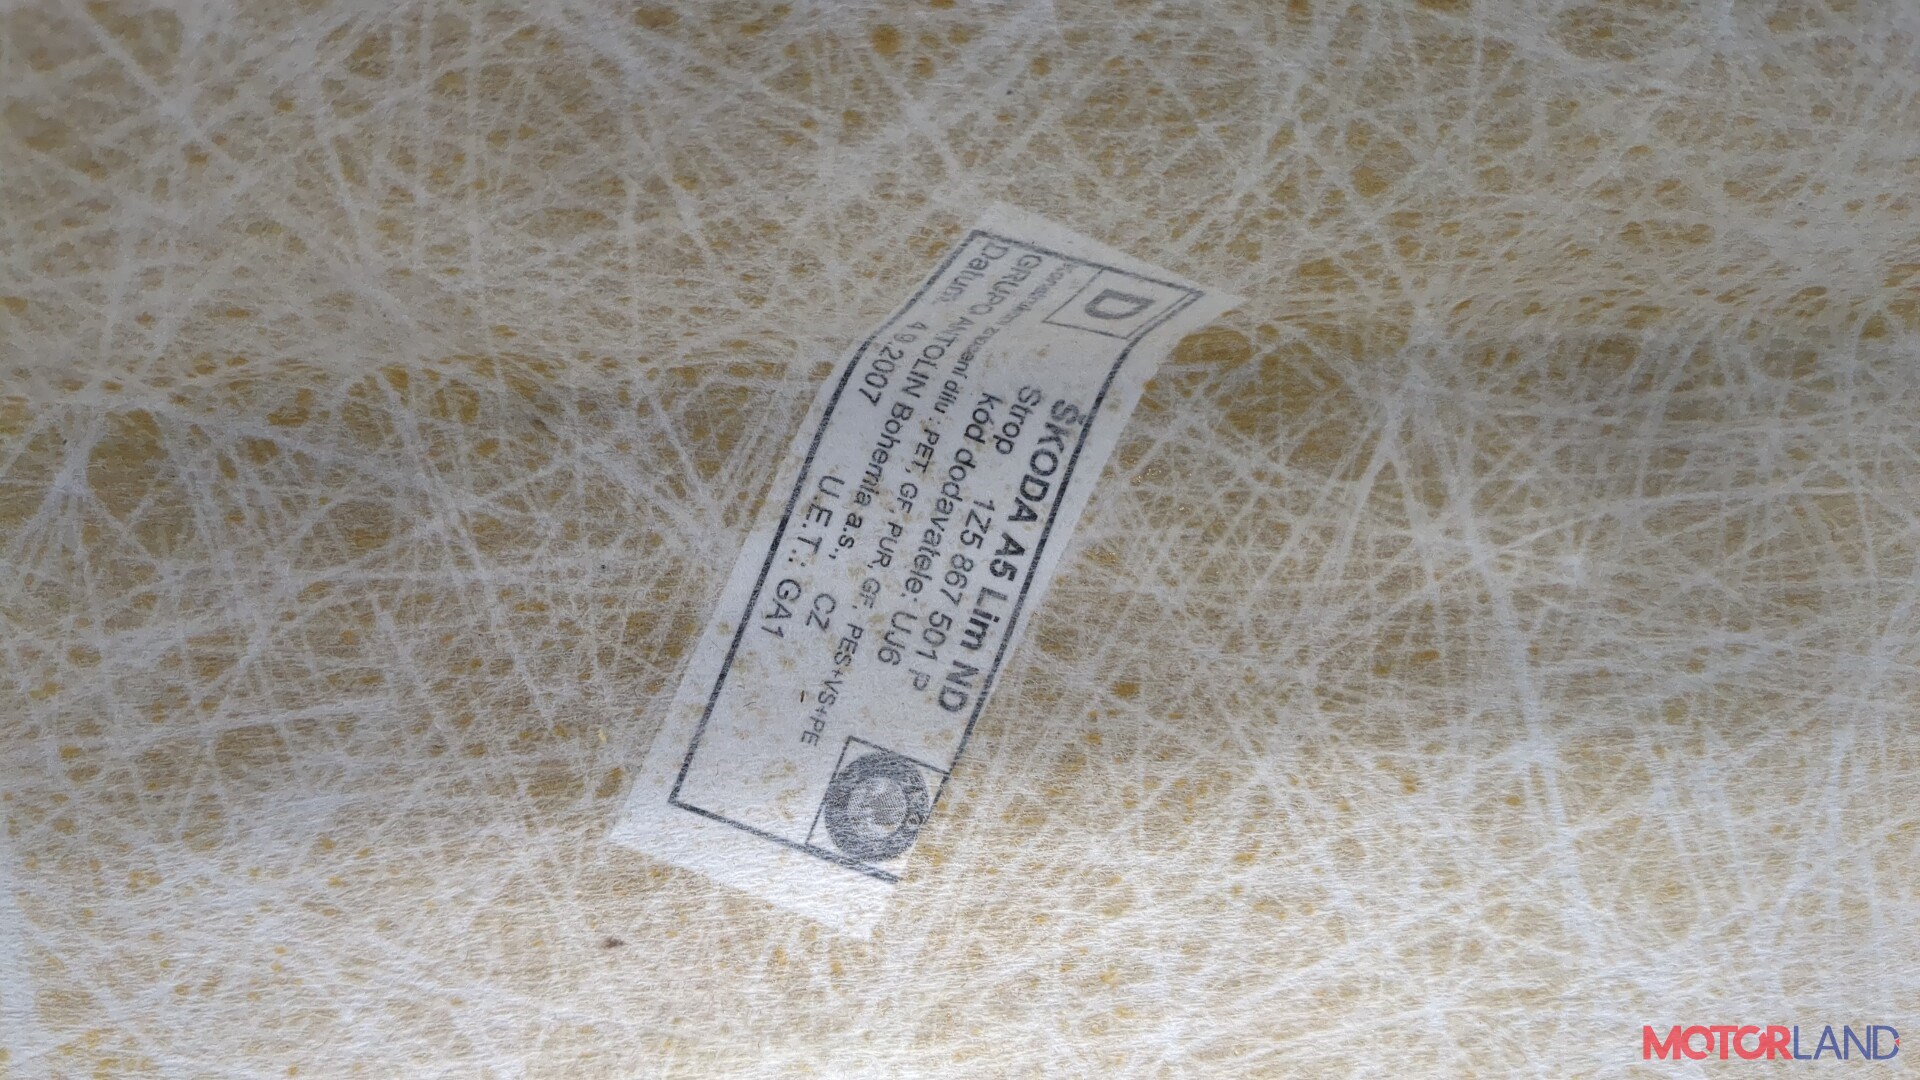 D
ŠKODA A5 Lim ND
Strop 1Z5 867 501 P
kód dodavatele: UJ6
dílu : PET, GF, PUR, GF, PES+VS+PE
GRUPO ANTOLIN Bohemia a.s., CZ
Datum: 4.9.2007 U.E.T.: GA1
MOTORLAND